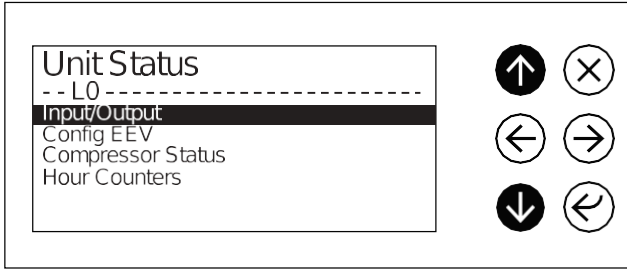 Unit Status
--L0------------------------
Input/Output
Config EEV
Compressor Status
Hour Counters